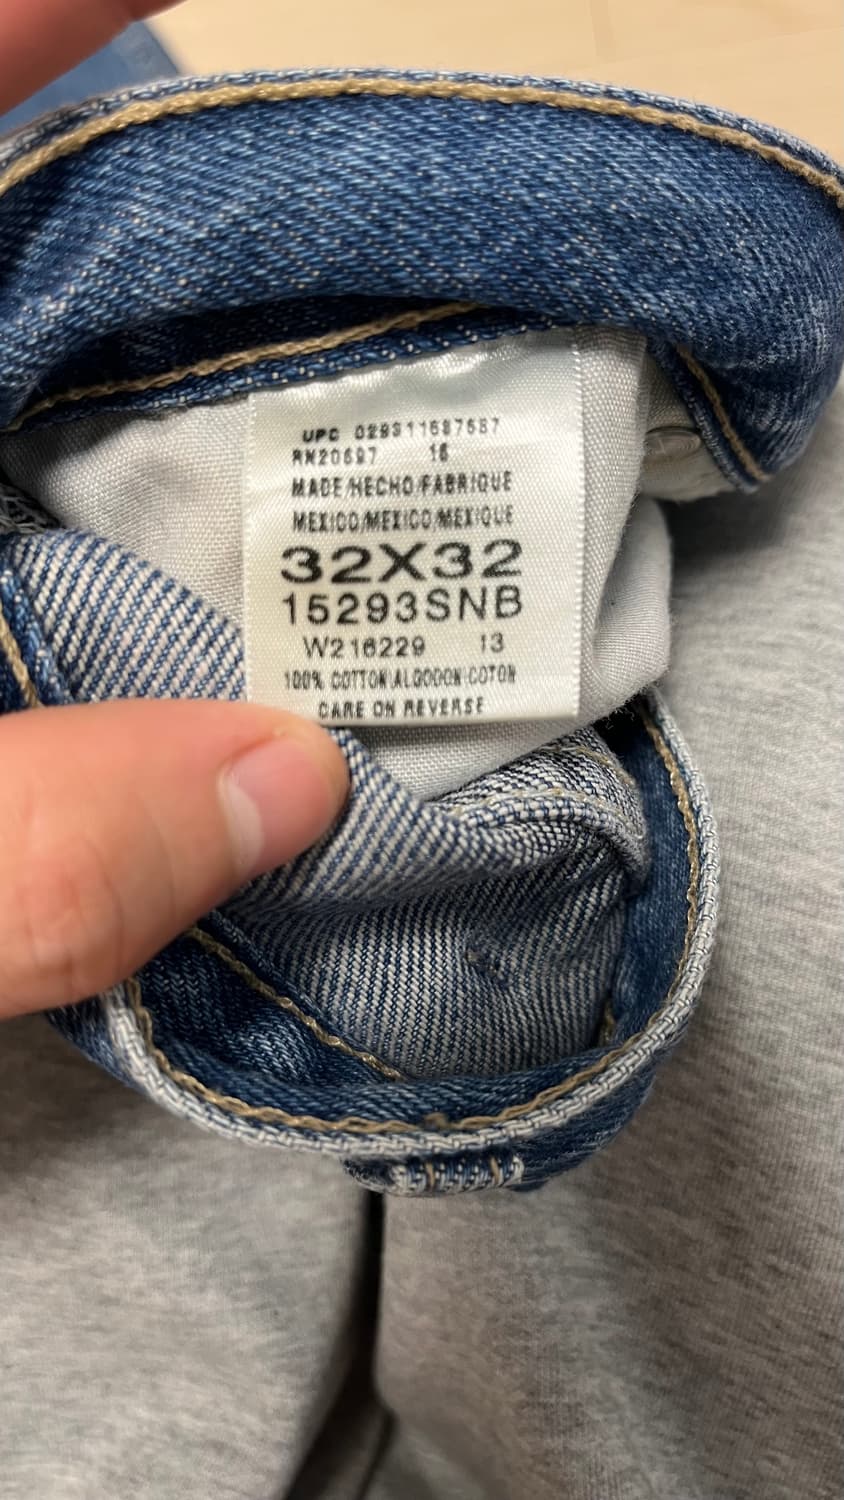 UPC 029311687687
RN20697 16
MADE/HECHO/FABRIQUE
MEXICO/MEXICO/MEXIQUE
32X32
15293SNB
W216229 13
100% COTTON/ALGODON/COTON
CARE ON REVERSE